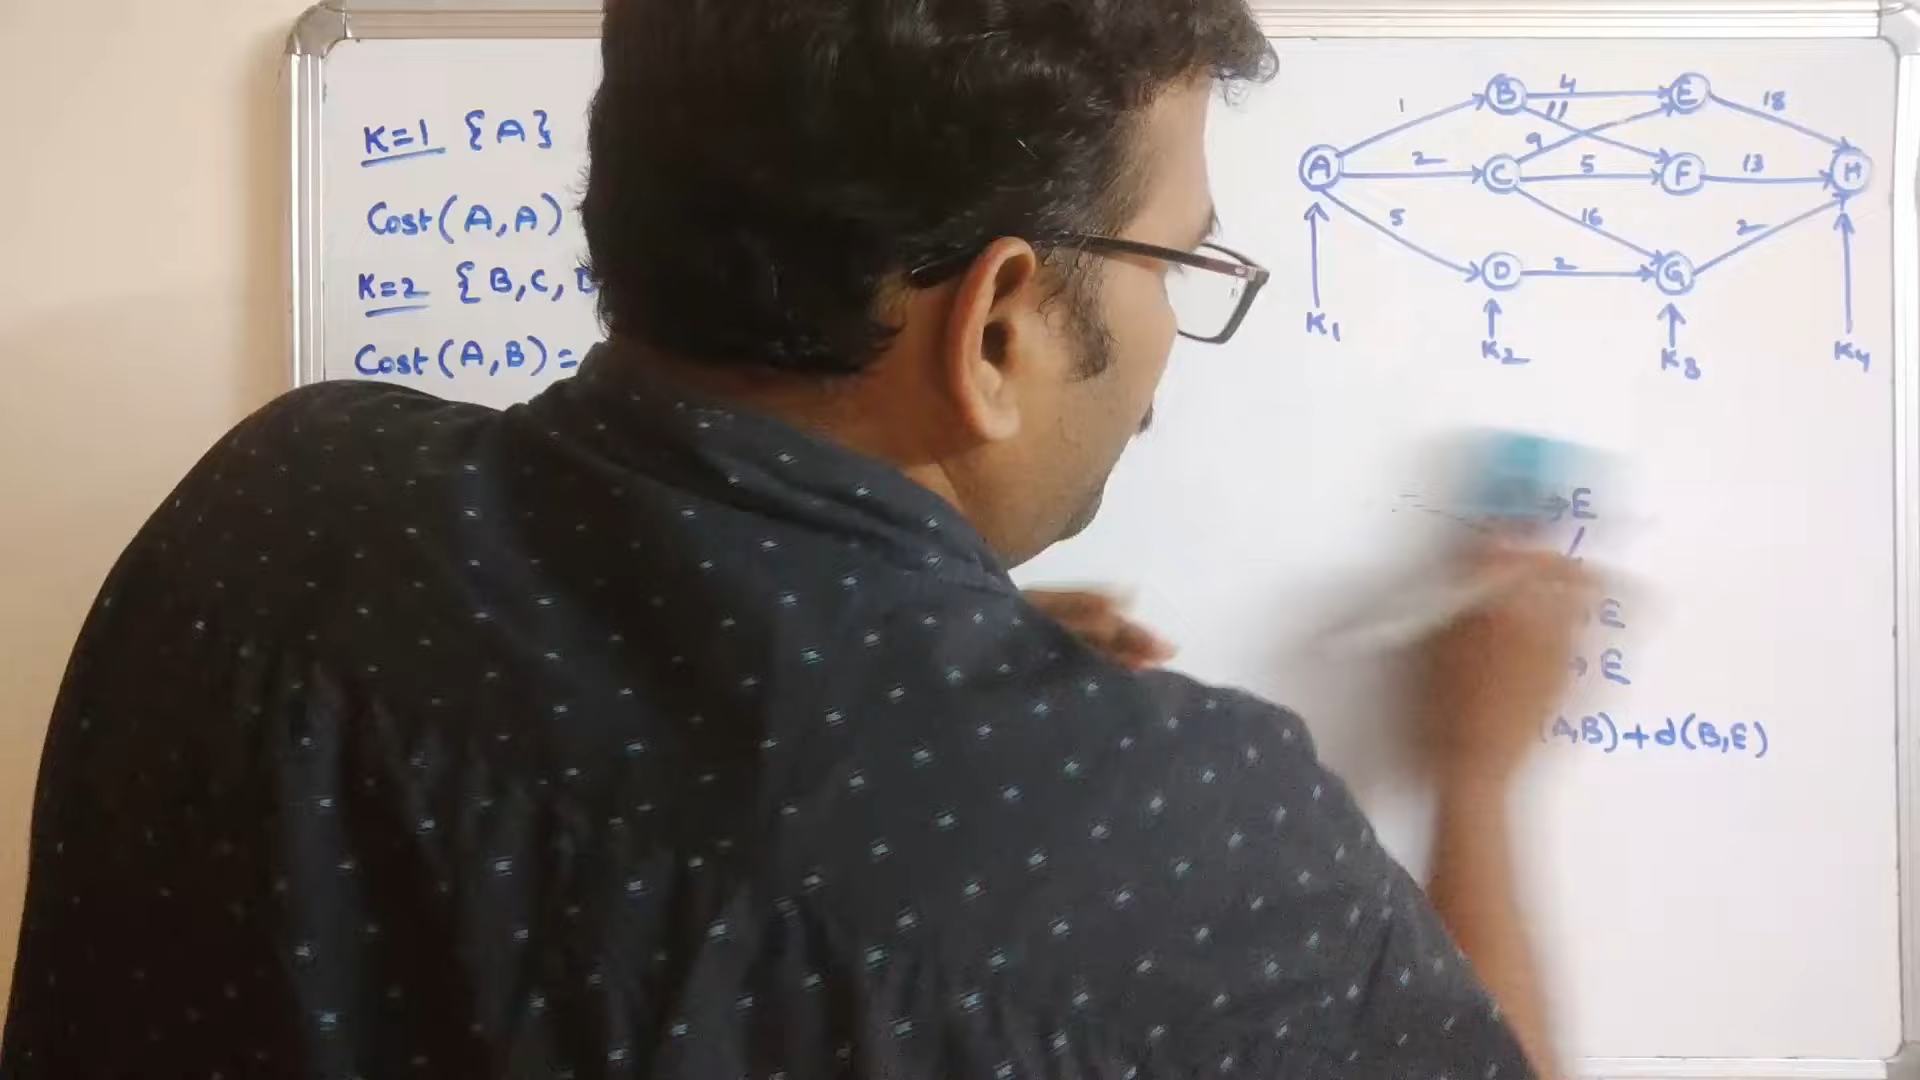 K=1 {A}
Cost(A,A)
K=2 {B,C,D
Cost(A,B)=
B 4 E 18
1 11
9
A 2 C 5 F 13 H
5 16 2
D 2 G
K1 K2 K3 K4
→E
E
→E
(A,B)+d(B,E)